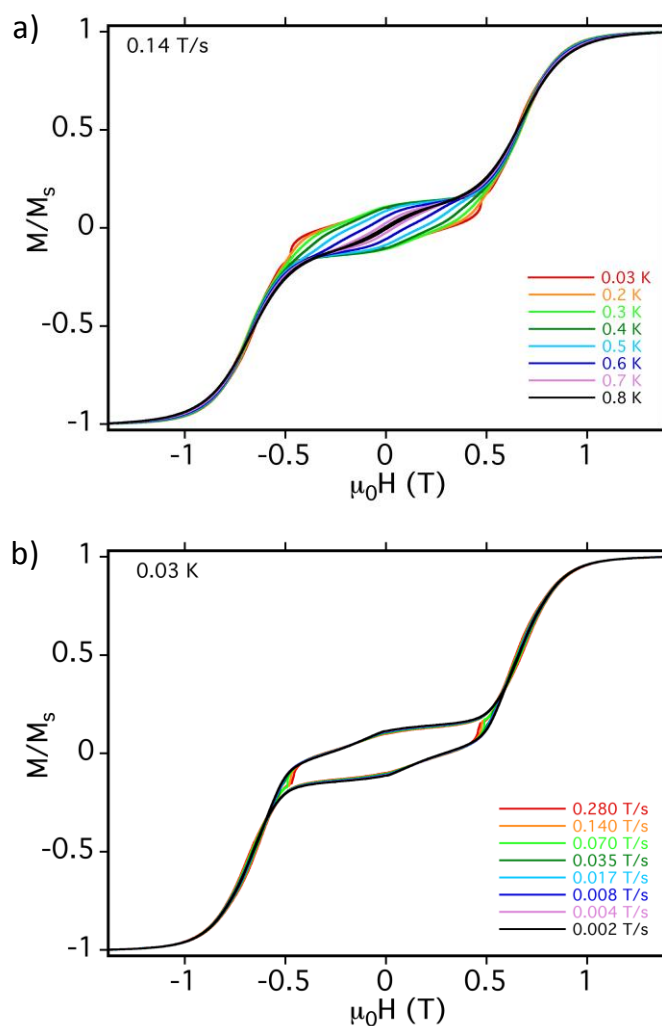 a)
0.14 T/s
1
0.5
0
-0.5
-1
M/Mₛ
0.03 K
0.2 K
0.3 K
0.4 K
0.5 K
0.6 K
0.7 K
0.8 K
-1 -0.5 0 0.5 1
μ₀H (T)
b)
0.03 K
1
0.5
0
-0.5
-1
M/Mₛ
0.280 T/s
0.140 T/s
0.070 T/s
0.035 T/s
0.017 T/s
0.008 T/s
0.004 T/s
0.002 T/s
-1 -0.5 0 0.5 1
μ₀H (T)